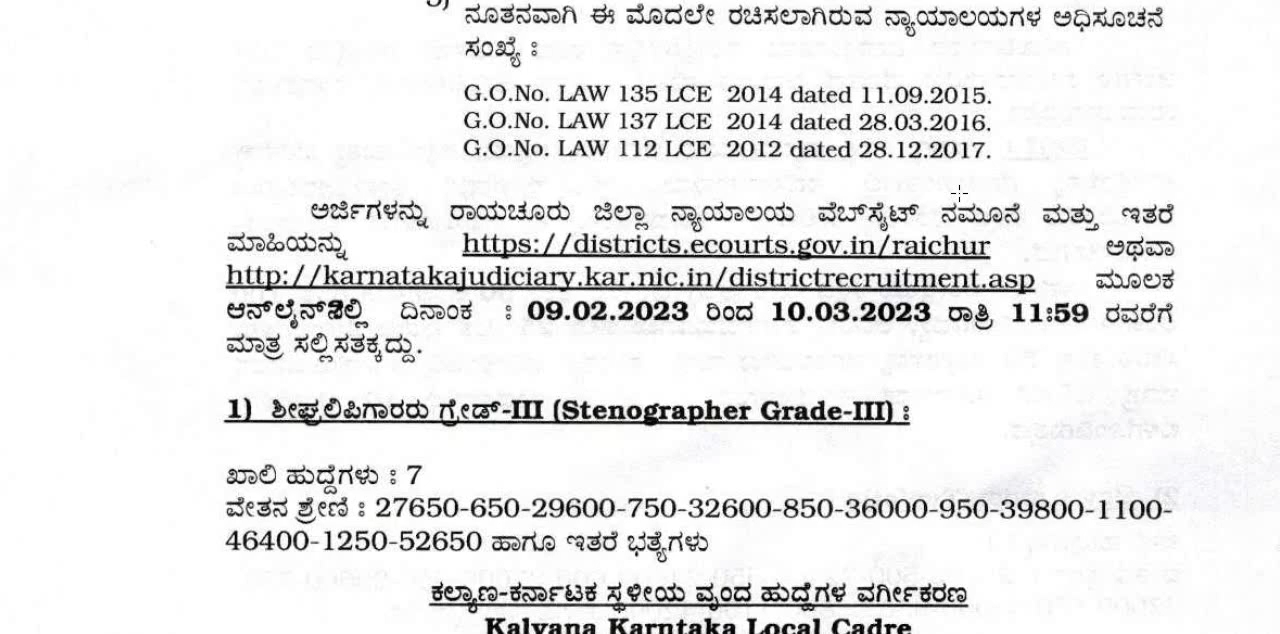 ನೂತನವಾಗಿ ಈ ಮೊದಲೇ ರಚಿಸಲಾಗಿರುವ ನ್ಯಾಯಾಲಯಗಳ ಅಧಿಸೂಚನೆ
ಸಂಖ್ಯೆ :
G.O.No. LAW 135 LCE 2014 dated 11.09.2015.
G.O.No. LAW 137 LCE 2014 dated 28.03.2016.
G.O.No. LAW 112 LCE 2012 dated 28.12.2017.
ಅರ್ಜಿಗಳನ್ನು ರಾಯಚೂರು ಜಿಲ್ಲಾ ನ್ಯಾಯಾಲಯ ವೆಬ್‌ಸೈಟ್ ನಮೂನೆ ಮತ್ತು ಇತರೆ
ಮಾಹಿಯನ್ನು https://districts.ecourts.gov.in/raichur ಅಥವಾ
http://karnatakajudiciary.kar.nic.in/districtrecruitment.asp ಮೂಲಕ
ದಿನಾಂಕ : 09.02.2023 ರಿಂದ 10.03.2023 ರಾತ್ರಿ 11:59 ರವರೆಗೆ
ಮಾತ್ರ ಸಲ್ಲಿಸತಕ್ಕದ್ದು.
1) ಶೀಘ್ರಲಿಪಿಗಾರರು ಗ್ರೇಡ್-III (Stenographer Grade-III) :
ಖಾಲಿ ಹುದ್ದೆಗಳು : 7
ವೇತನ ಶ್ರೇಣಿ : 27650-650-29600-750-32600-850-36000-950-39800-1100-
46400-1250-52650 ಹಾಗೂ ಇತರೆ ಭತ್ಯೆಗಳು
ಕಲ್ಯಾಣ-ಕರ್ನಾಟಕ ಸ್ಥಳೀಯ ವೃಂದ ಹುದ್ದೆಗಳ ವರ್ಗೀಕರಣ
Kalyana Karntaka Local Cadre